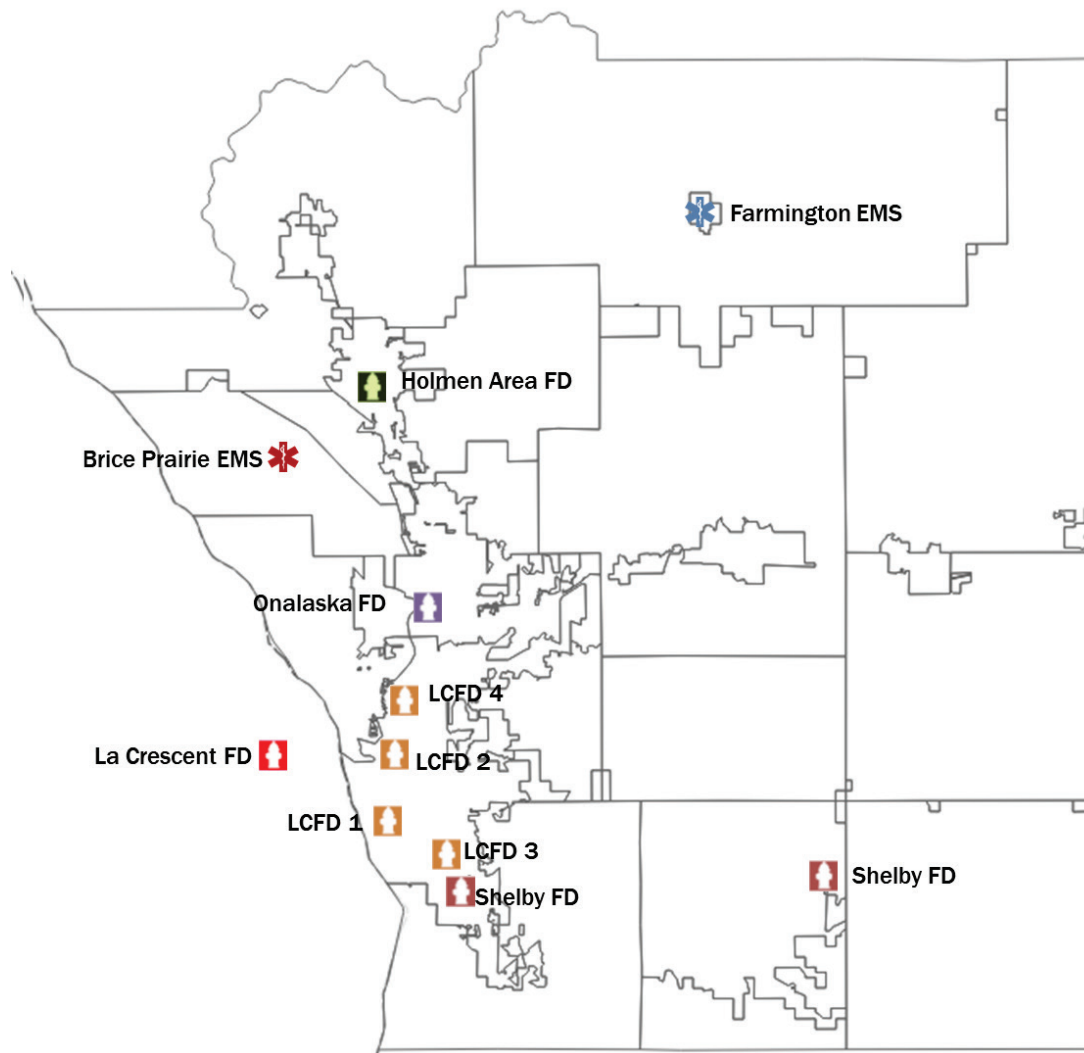 Farmington EMS
Holmen Area FD
Brice Prairie EMS
Onalaska FD
LCFD 4
La Crescent FD
LCFD 2
LCFD 1
LCFD 3
Shelby FD
Shelby FD